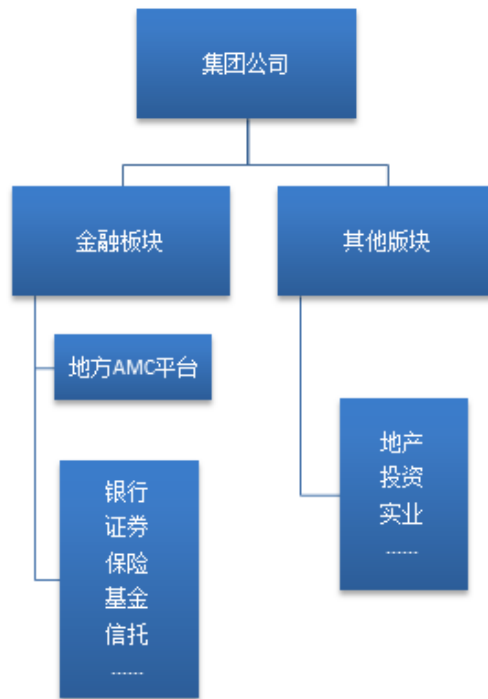 集团公司
金融板块
其他版块
地方AMC平台
银行
证券
保险
基金
信托
......
地产
投资
实业
......